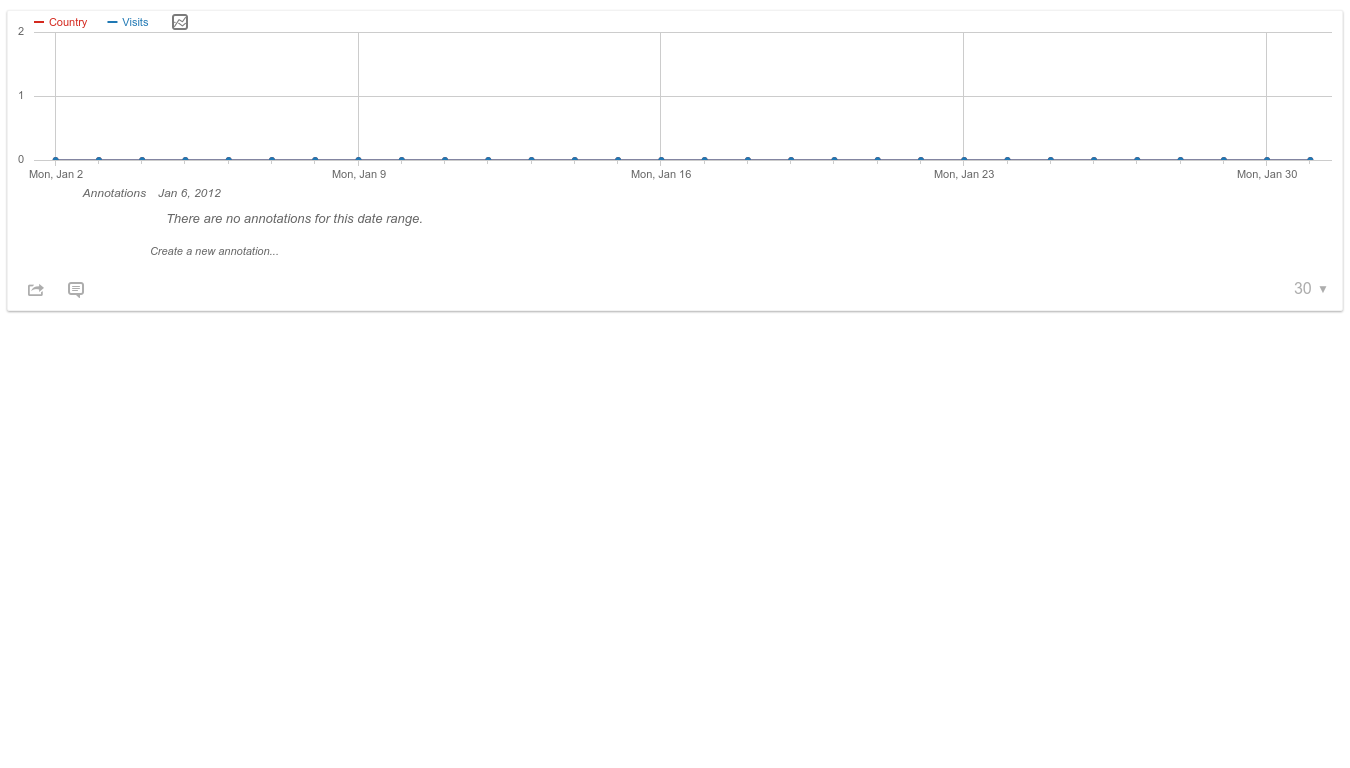 Country Visits
2
1
0
Mon, Jan 2 Mon, Jan 9 Mon, Jan 16 Mon, Jan 23 Mon, Jan 30
Annotations Jan 6, 2012
There are no annotations for this date range.
Create a new annotation...
30 ▼